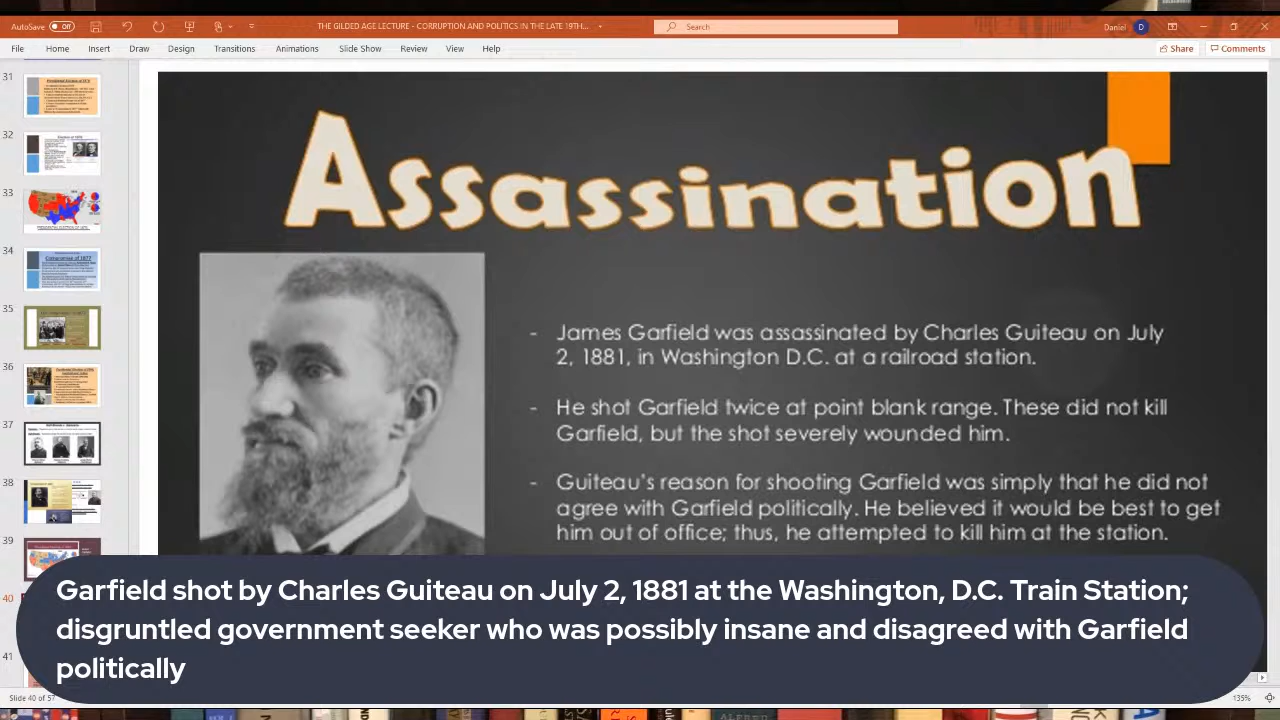 AutoSave Off
THE GILDED AGE LECTURE - CORRUPTION AND POLITICS IN THE LATE 19TH...
Search
Daniel D
File Home Insert Draw Design Transitions Animations Slide Show Review View Help
Share Comments
31
32
33
34
Compromise of 1877
35
36
37
38
39
40
Assassination
- James Garfield was assassinated by Charles Guiteau on July
2, 1881, in Washington D.C. at a railroad station.
- He shot Garfield twice at point blank range. These did not kill
Garfield, but the shot severely wounded him.
- Guiteau's reason for shooting Garfield was simply that he did not
agree with Garfield politically. He believed it would be best to get
him out of office; thus, he attempted to kill him at the station.
Garfield shot by Charles Guiteau on July 2, 1881 at the Washington, D.C. Train Station;
disgruntled government seeker who was possibly insane and disagreed with Garfield
politically
Slide 40 of 57
135%
ALFRED